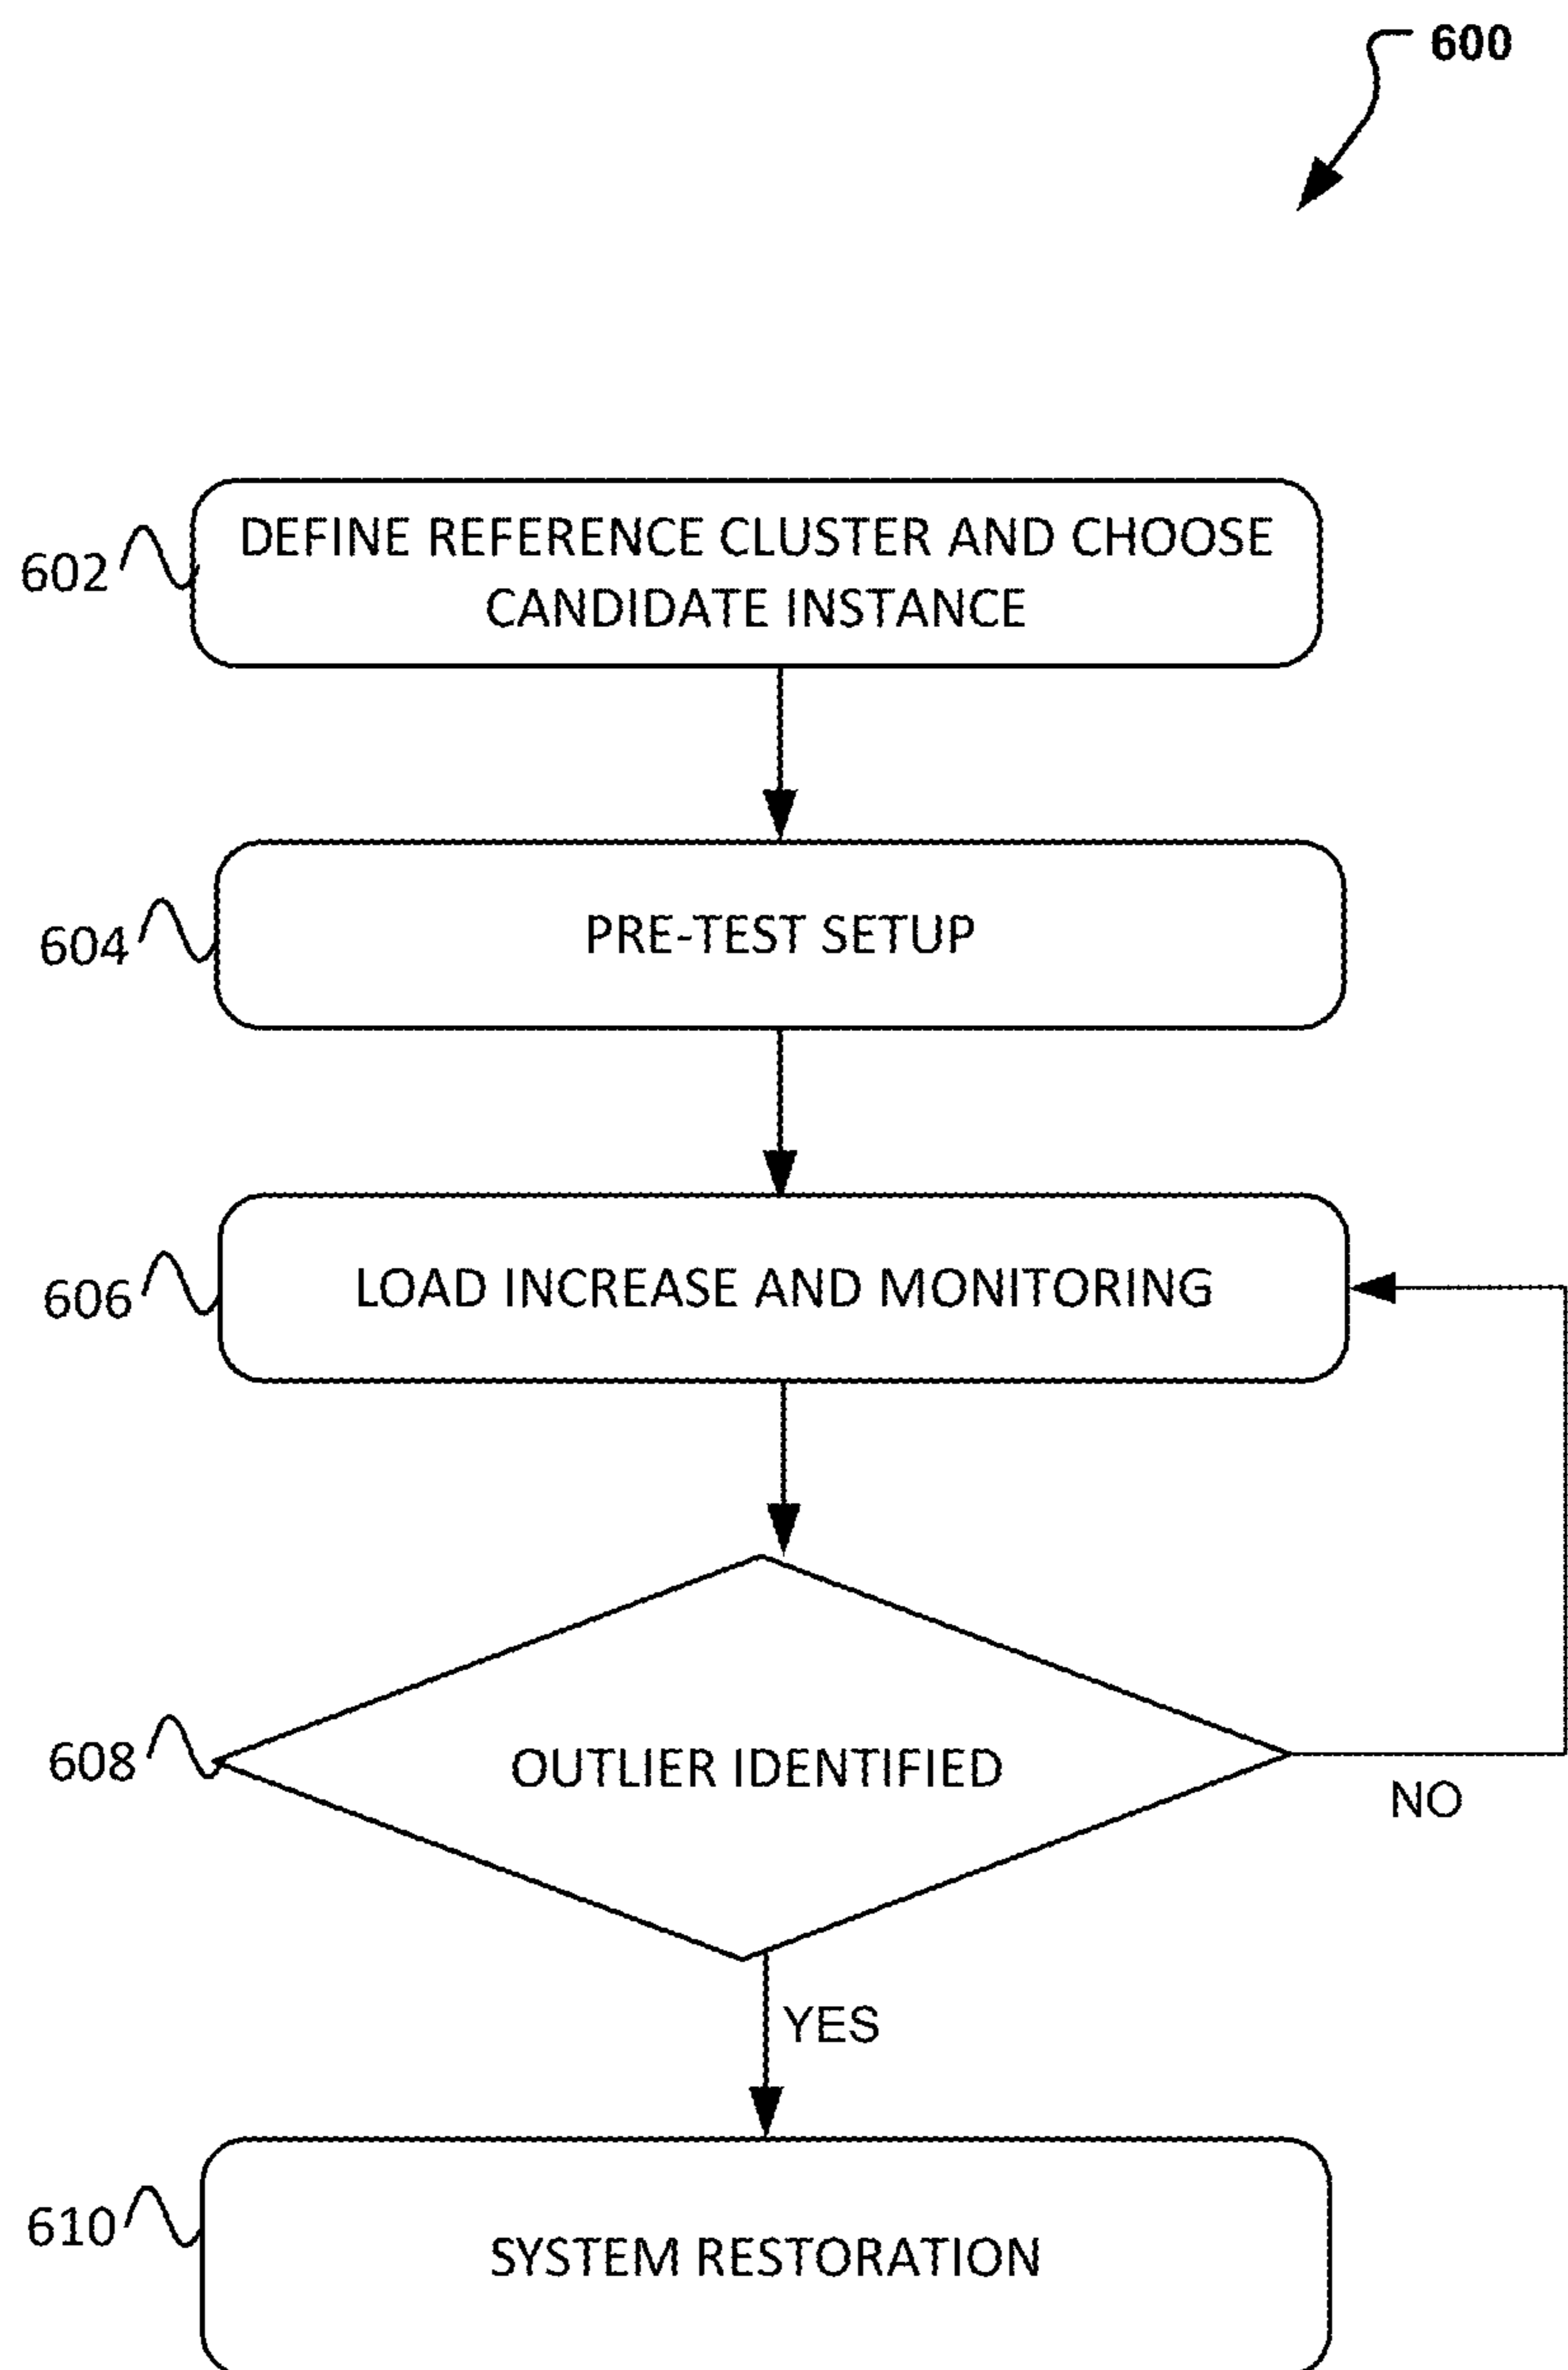 600
602
DEFINE REFERENCE CLUSTER AND CHOOSE
CANDIDATE INSTANCE
604
PRE-TEST SETUP
606
LOAD INCREASE AND MONITORING
608
OUTLIER IDENTIFIED
NO
YES
610
SYSTEM RESTORATION